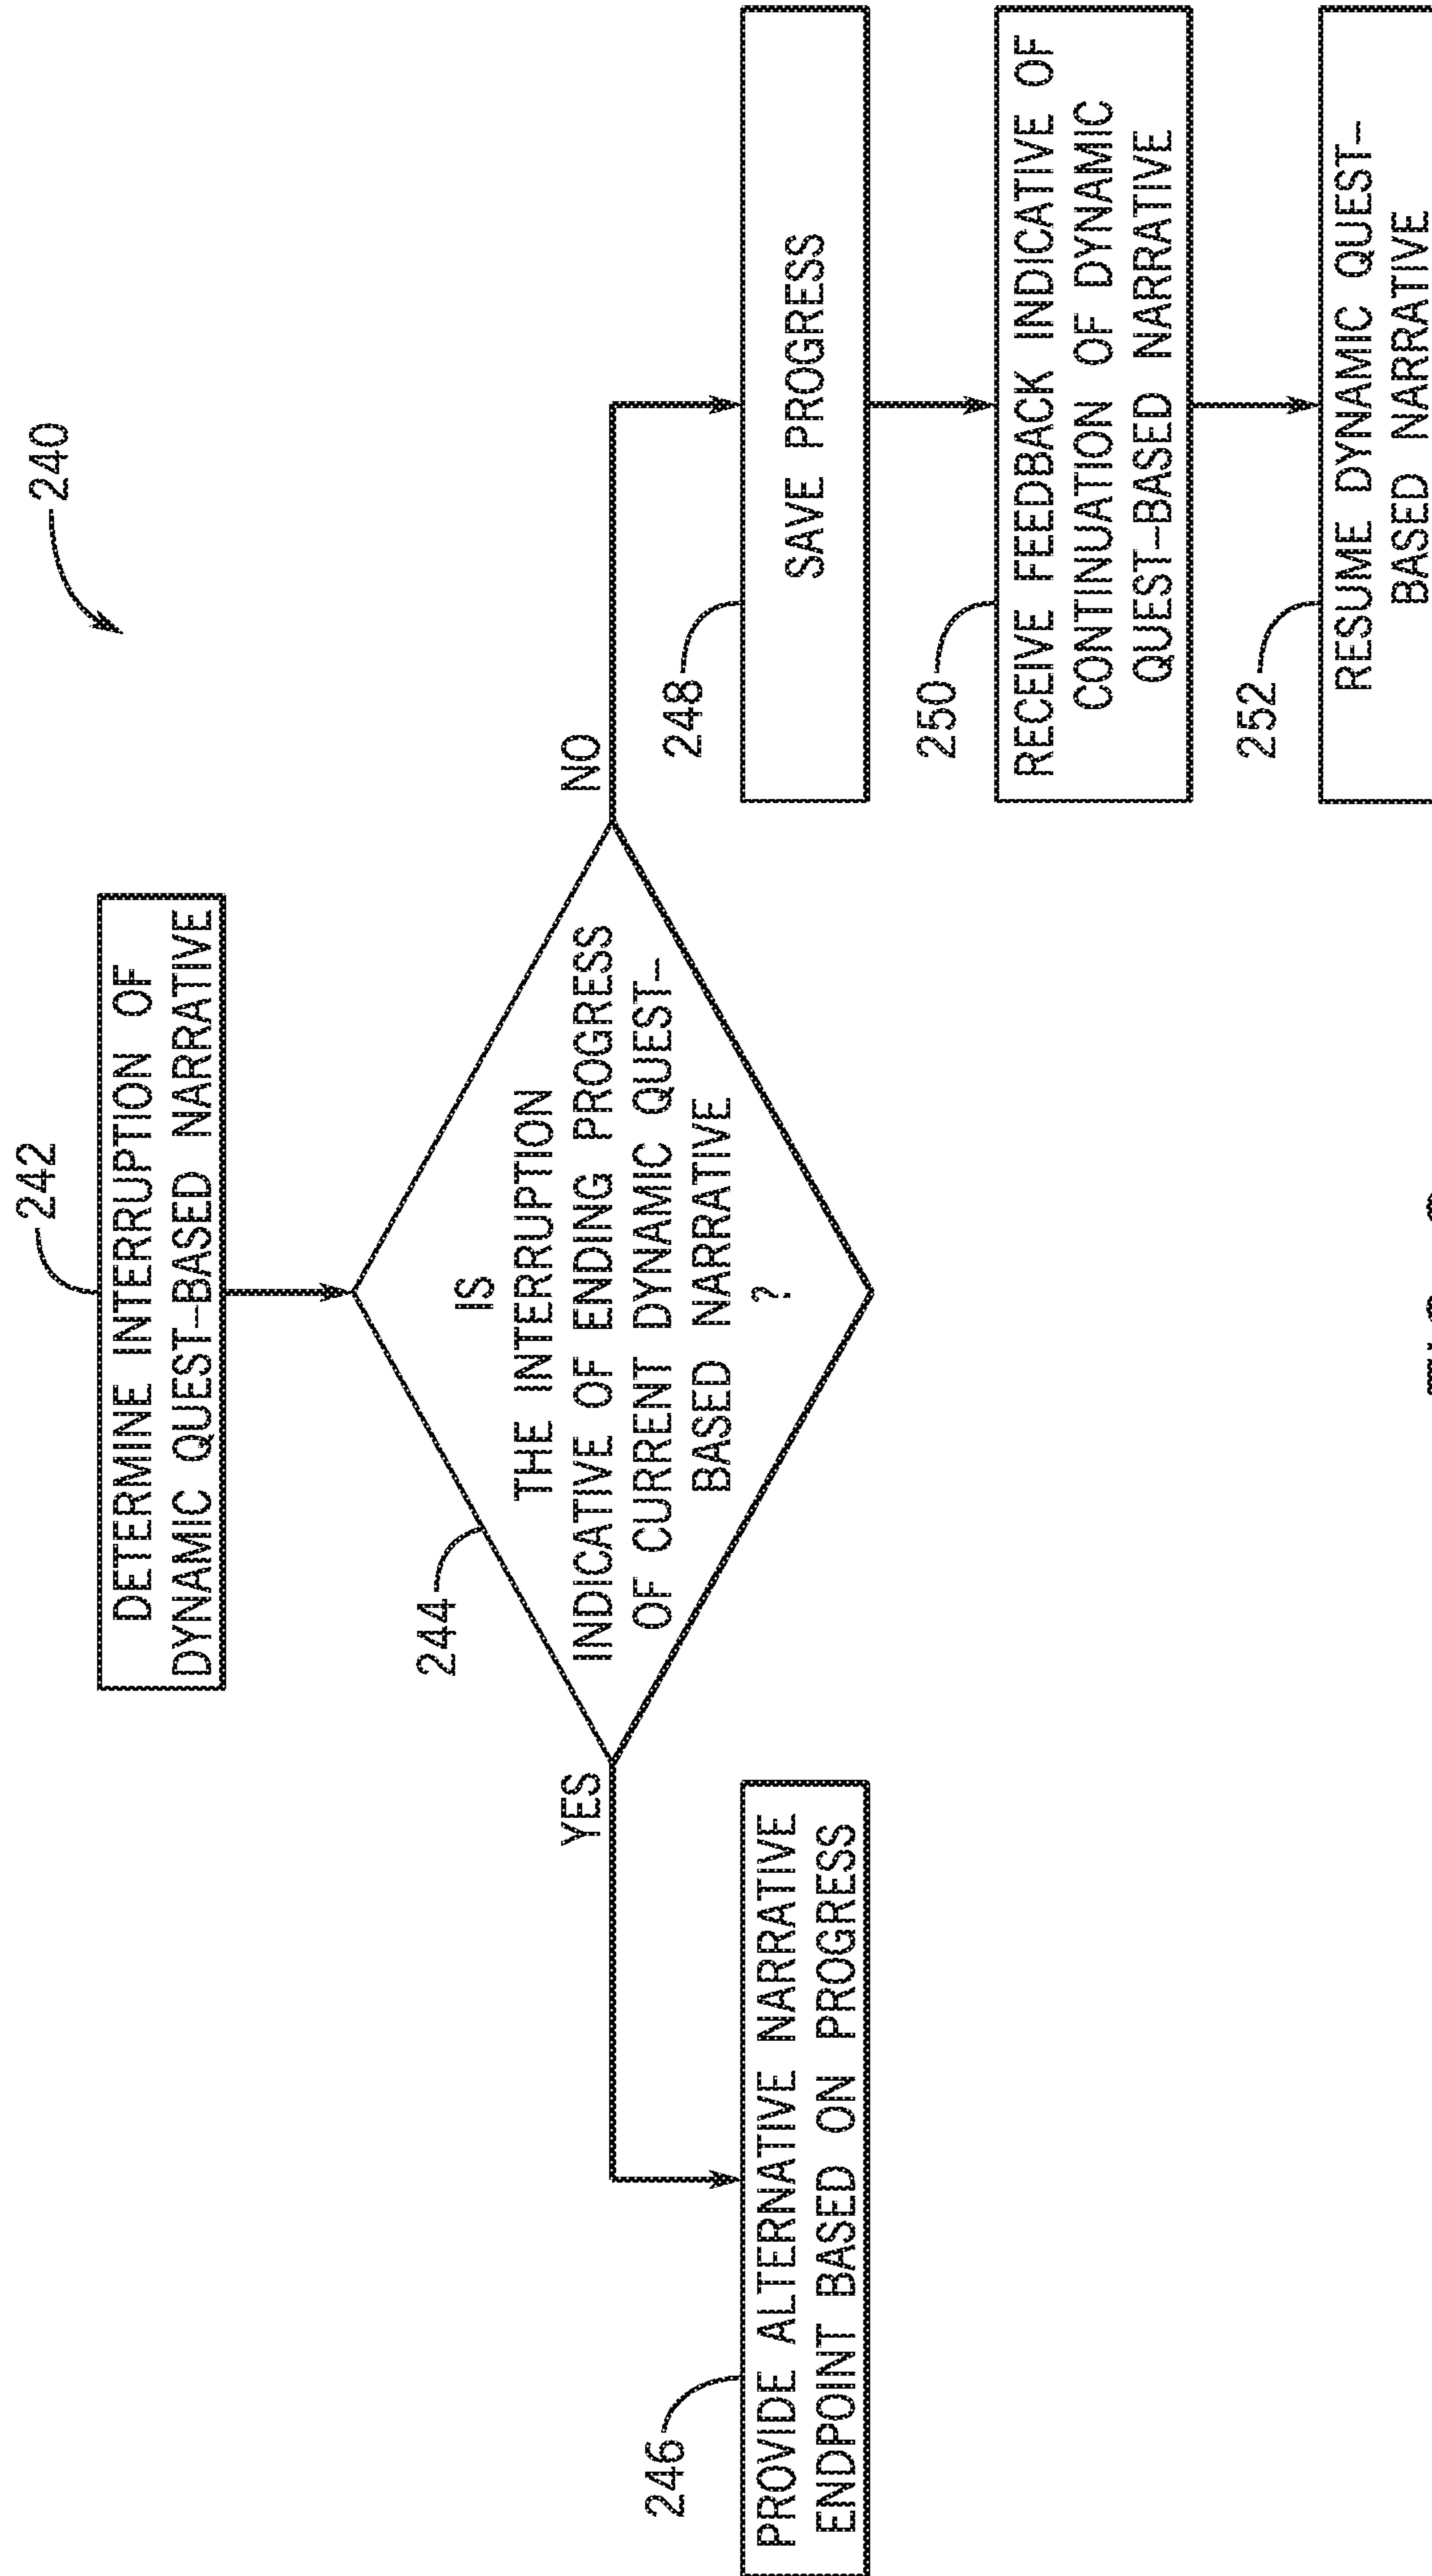 240
242
DETERMINE INTERRUPTION OF
DYNAMIC QUEST-BASED NARRATIVE
244
IS
THE INTERRUPTION
INDICATIVE OF ENDING PROGRESS
OF CURRENT DYNAMIC QUEST-
BASED NARRATIVE
?
YES
NO
246
PROVIDE ALTERNATIVE NARRATIVE
ENDPOINT BASED ON PROGRESS
248
SAVE PROGRESS
250
RECEIVE FEEDBACK INDICATIVE OF
CONTINUATION OF DYNAMIC
QUEST-BASED NARRATIVE
252
RESUME DYNAMIC QUEST-
BASED NARRATIVE